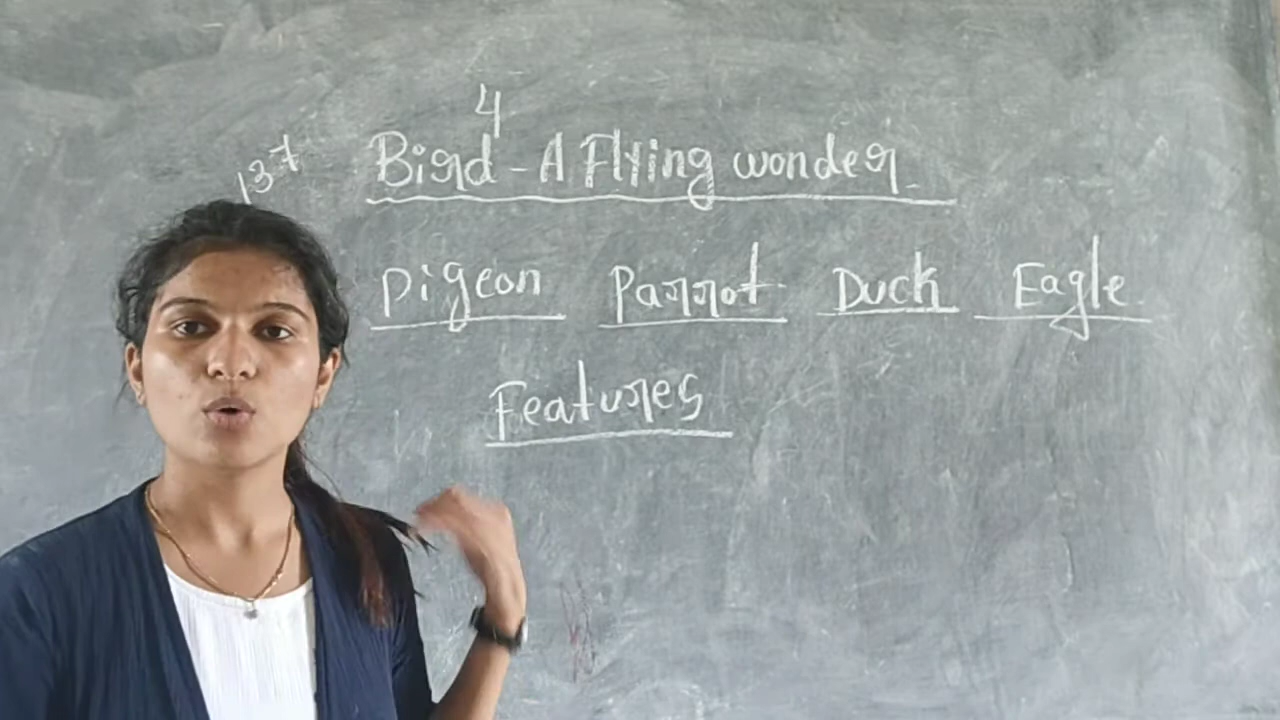 4
137
Bird - A Flying wonder.
Pigeon Parrot Duck Eagle
Features